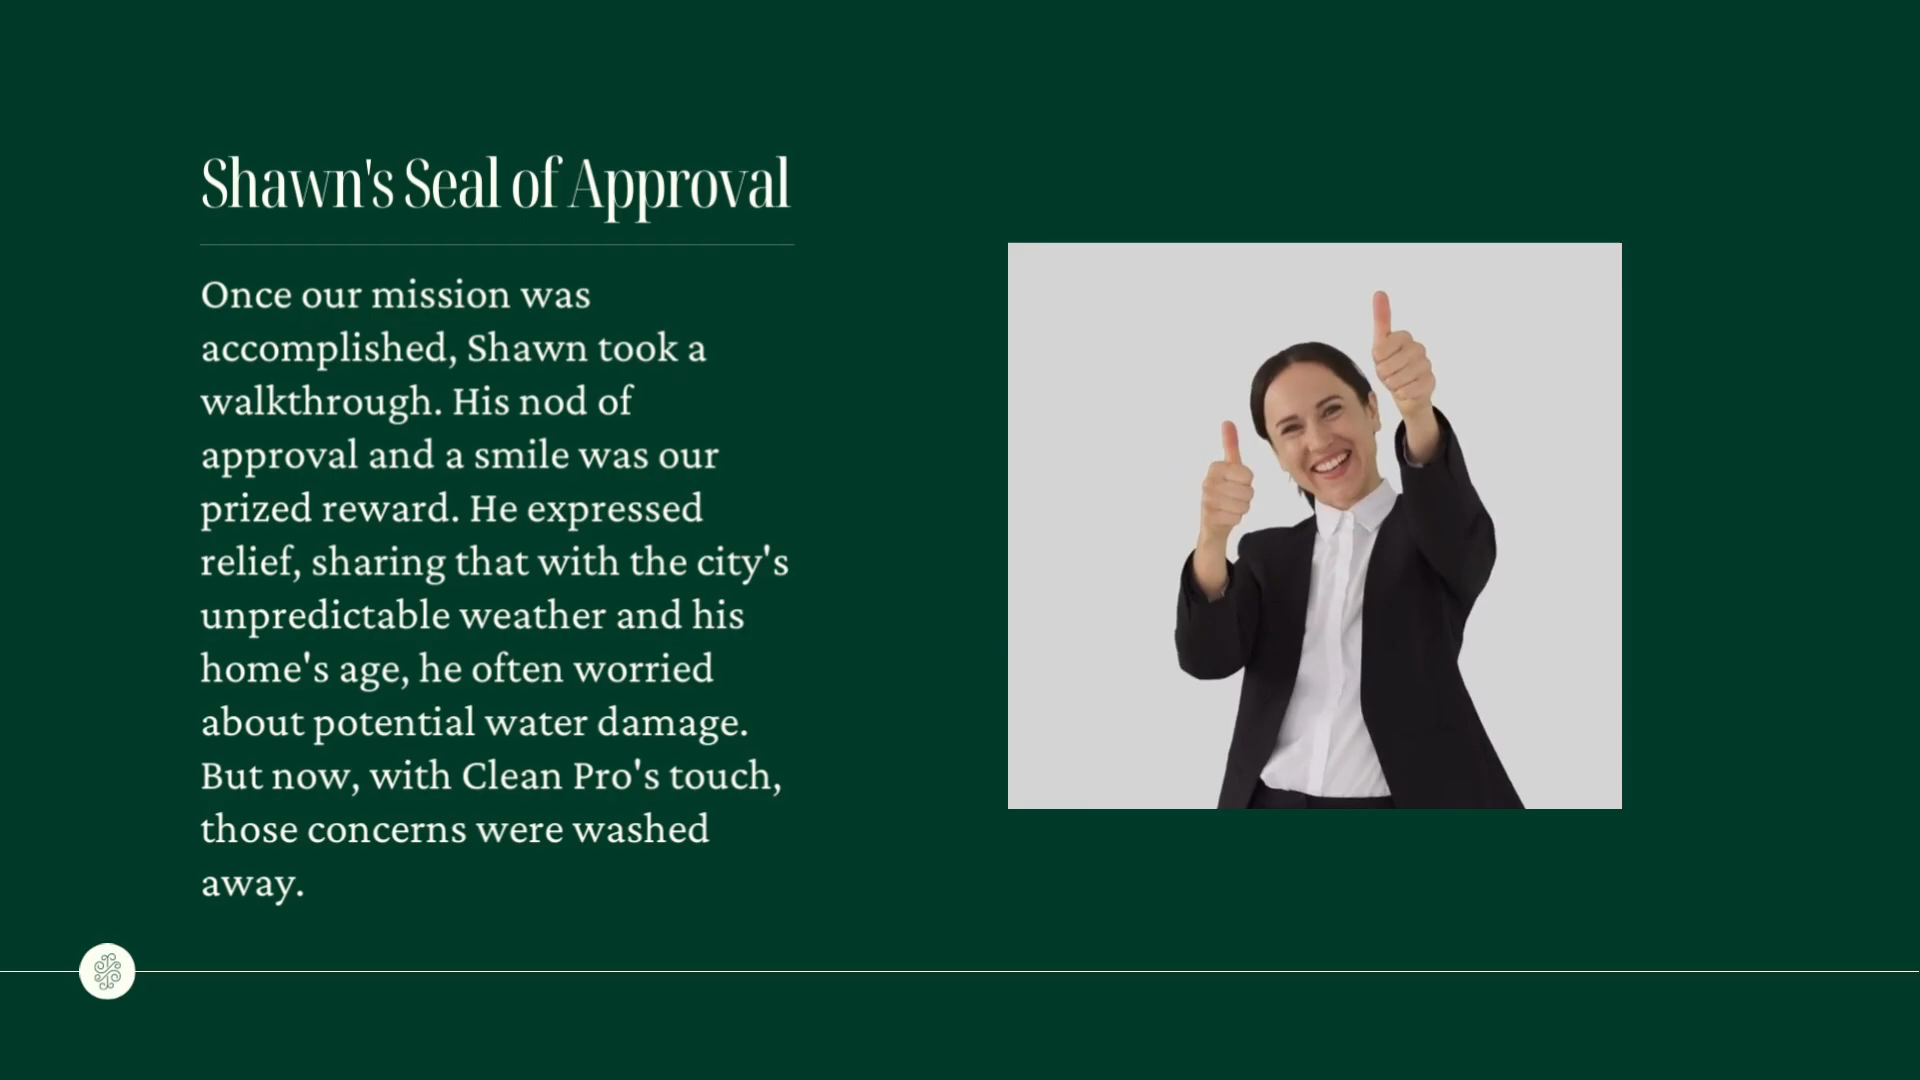 Shawn's Seal of Approval
Once our mission was
accomplished, Shawn took a
walkthrough. His nod of
approval and a smile was our
prized reward. He expressed
relief, sharing that with the city's
unpredictable weather and his
home's age, he often worried
about potential water damage.
But now, with Clean Pro's touch,
those concerns were washed
away.